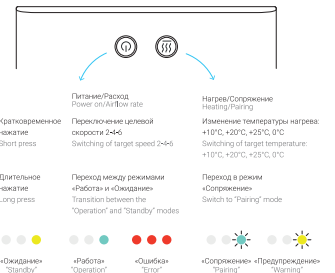 Питание/Расход
Power on/Airflow rate
Нагрев/Сопряжение
Heating/Pairing
Кратковременное
нажатие
Short press
Переключение целевой
скорости 2-4-6
Switching of target speed 2-4-6
Изменение температуры нагрева:
+10°C, +20°C, +25°C, 0°C
Switching of target temperature:
+10°C, +20°C, +25°C, 0°C
Длительное
нажатие
Long press
Переход между режимами
«Работа» и «Ожидание»
Transition between the
"Operation" and "Standby" modes
Переход в режим
«Сопряжение»
Switch to "Pairing" mode
«Ожидание»
"Standby"
«Работа»
"Operation"
«Ошибка»
"Error"
«Сопряжение»
"Pairing"
«Предупреждение»
"Warning"